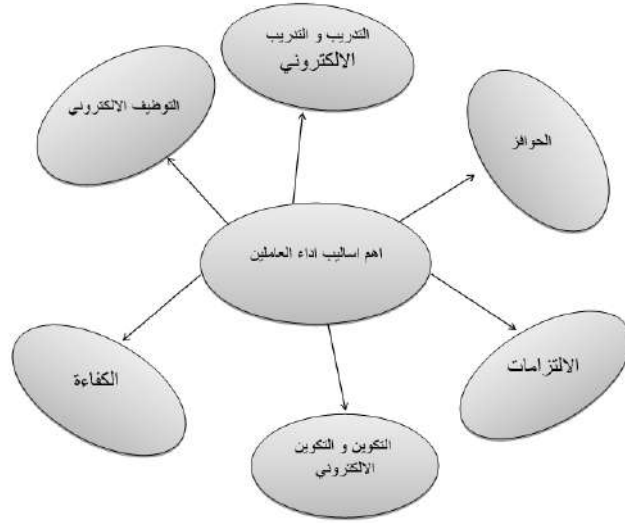 التدريب و التدريب
الالكتروني
التوظيف الالكتروني
الحوافز
اهم اساليب اداء العاملين
الالتزامات
الكفاءة
التكوين و التكوين
الالكتروني